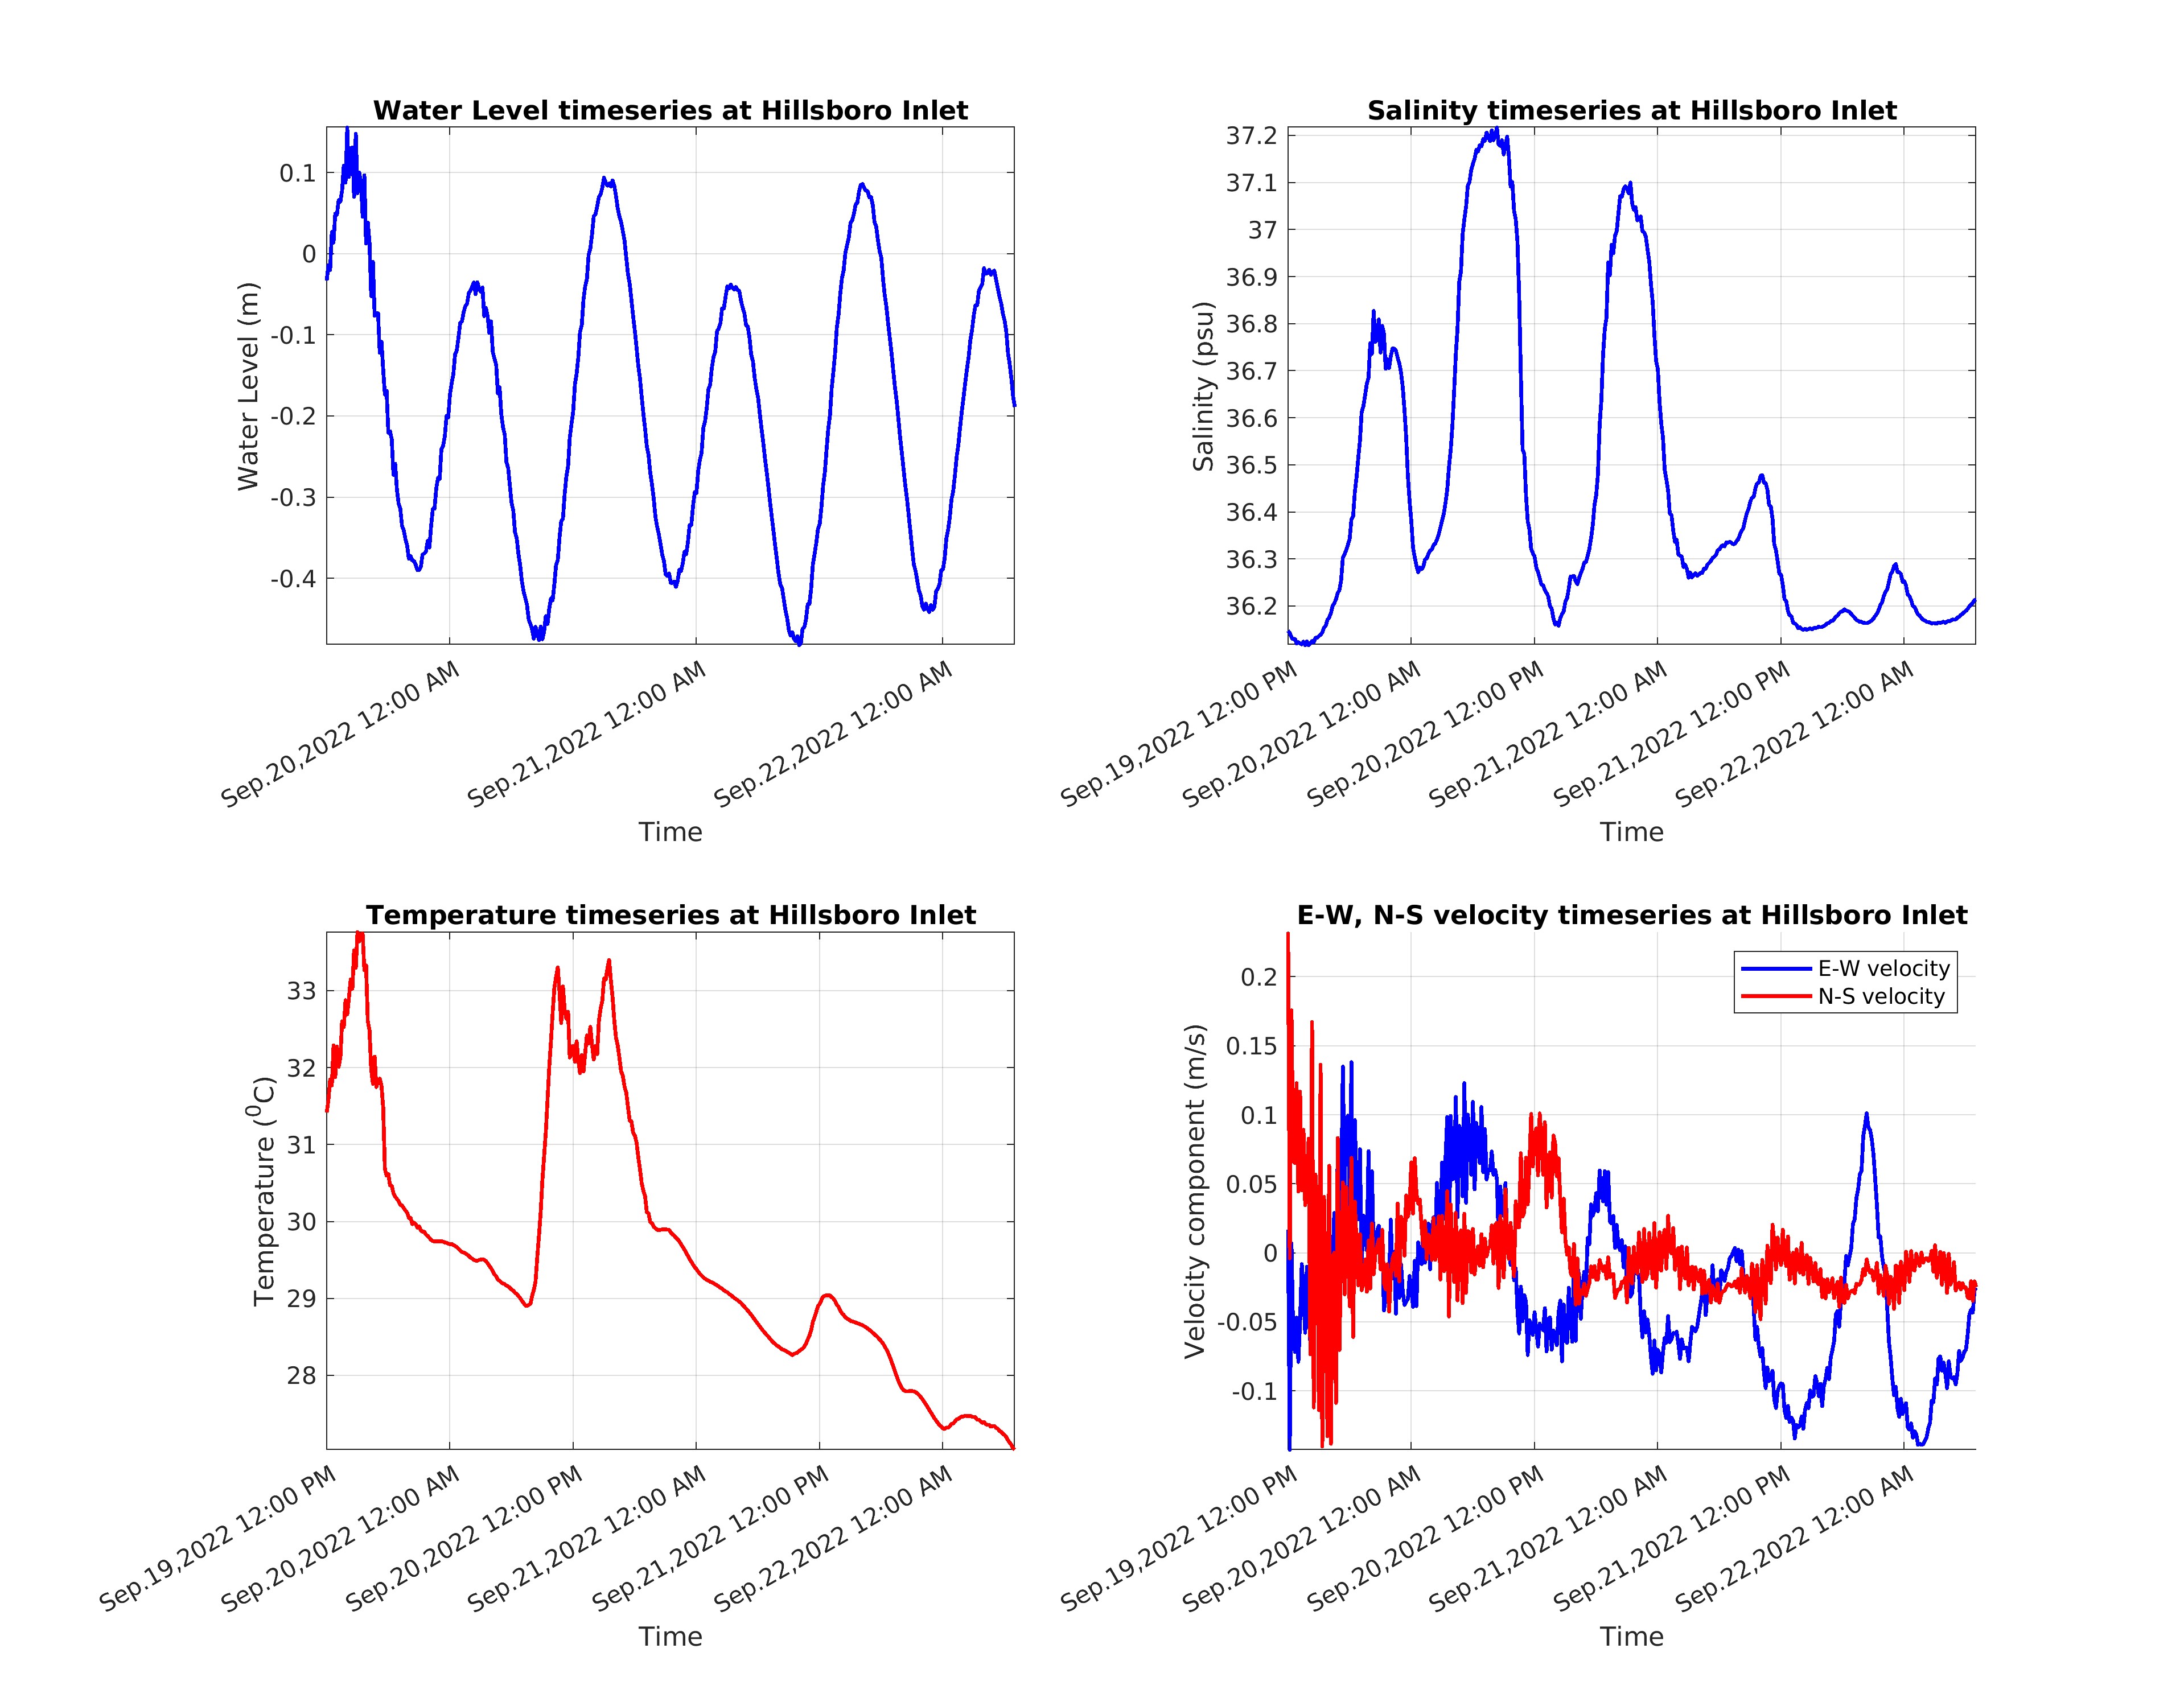 Water Level timeseries at Hillsboro Inlet
Water Level (m)
0.1
0
-0.1
-0.2
-0.3
-0.4
Sep.20,2022 12:00 AM
Sep.21,2022 12:00 AM
Sep.22,2022 12:00 AM
Time
Salinity timeseries at Hillsboro Inlet
Salinity (psu)
37.2
37.1
37
36.9
36.8
36.7
36.6
36.5
36.4
36.3
36.2
Sep.19,2022 12:00 PM
Sep.20,2022 12:00 AM
Sep.20,2022 12:00 PM
Sep.21,2022 12:00 AM
Sep.21,2022 12:00 PM
Sep.22,2022 12:00 AM
Time
Temperature timeseries at Hillsboro Inlet
Temperature (⁰C)
33
32
31
30
29
28
Sep.19,2022 12:00 PM
Sep.20,2022 12:00 AM
Sep.20,2022 12:00 PM
Sep.21,2022 12:00 AM
Sep.21,2022 12:00 PM
Sep.22,2022 12:00 AM
Time
E-W, N-S velocity timeseries at Hillsboro Inlet
E-W velocity
N-S velocity
Velocity component (m/s)
0.2
0.15
0.1
0.05
0
-0.05
-0.1
Sep.19,2022 12:00 PM
Sep.20,2022 12:00 AM
Sep.20,2022 12:00 PM
Sep.21,2022 12:00 AM
Sep.21,2022 12:00 PM
Sep.22,2022 12:00 AM
Time